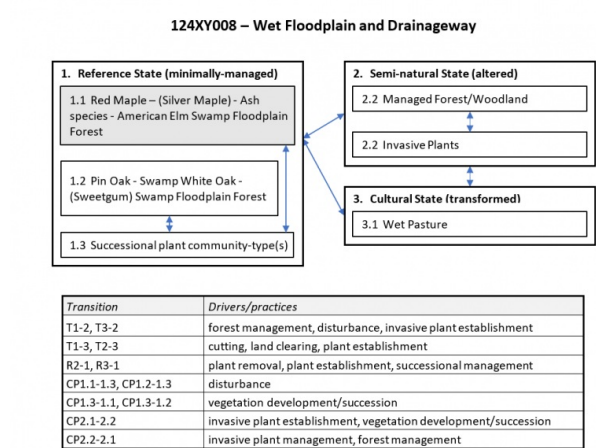 124XY008 – Wet Floodplain and Drainageway
1. Reference State (minimally-managed)
1.1 Red Maple – (Silver Maple) - Ash
species - American Elm Swamp Floodplain
Forest
1.2 Pin Oak - Swamp White Oak -
(Sweetgum) Swamp Floodplain Forest
1.3 Successional plant community-type(s)
2. Semi-natural State (altered)
2.2 Managed Forest/Woodland
2.2 Invasive Plants
3. Cultural State (transformed)
3.1 Wet Pasture
Transition Drivers/practices
T1-2, T3-2 forest management, disturbance, invasive plant establishment
T1-3, T2-3 cutting, land clearing, plant establishment
R2-1, R3-1 plant removal, plant establishment, successional management
CP1.1-1.3, CP1.2-1.3 disturbance
CP1.3-1.1, CP1.3-1.2 vegetation development/succession
CP2.1-2.2 invasive plant establishment, vegetation development/succession
CP2.2-2.1 invasive plant management, forest management